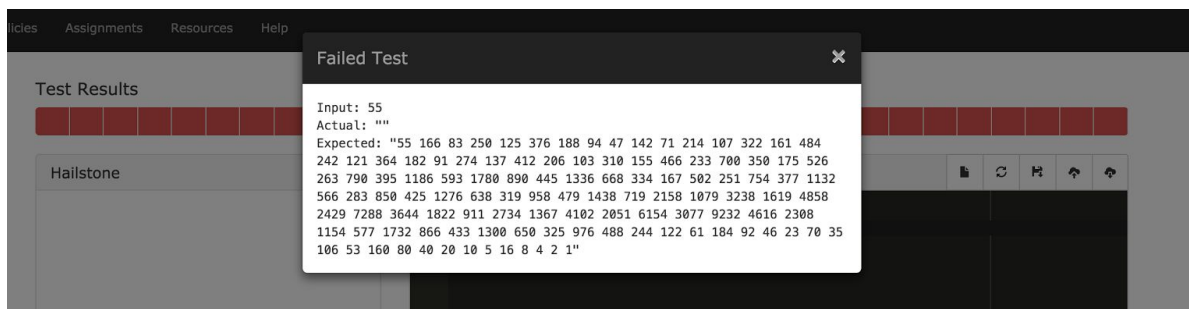 licies Assignments Resources Help
Failed Test
Test Results
Input: 55
Actual: ""
Expected: "55 166 83 250 125 376 188 94 47 142 71 214 107 322 161 484
242 121 364 182 91 274 137 412 206 103 310 155 466 233 700 350 175 526
263 790 395 1186 593 1780 890 445 1336 668 334 167 502 251 754 377 1132
566 283 850 425 1276 638 319 958 479 1438 719 2158 1079 3238 1619 4858
2429 7288 3644 1822 911 2734 1367 4102 2051 6154 3077 9232 4616 2308
1154 577 1732 866 433 1300 650 325 976 488 244 122 61 184 92 46 23 70 35
106 53 160 80 40 20 10 5 16 8 4 2 1"
Hailstone